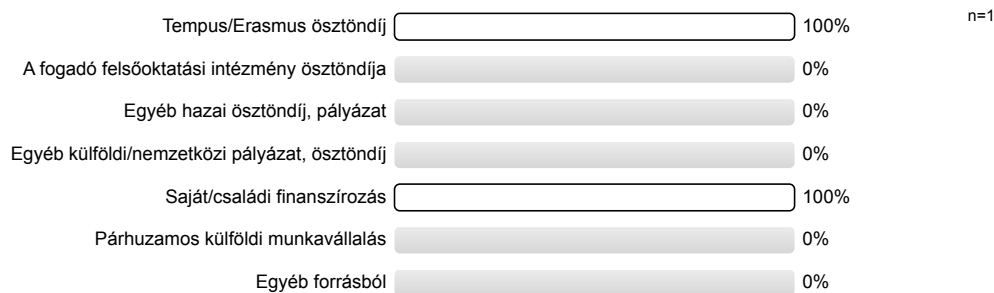 n=1
Tempus/Erasmus ösztöndíj 100%
A fogadó felsőoktatási intézmény ösztöndíja 0%
Egyéb hazai ösztöndíj, pályázat 0%
Egyéb külföldi/nemzetközi pályázat, ösztöndíj 0%
Saját/családi finanszírozás 100%
Párhuzamos külföldi munkavállalás 0%
Egyéb forrásból 0%